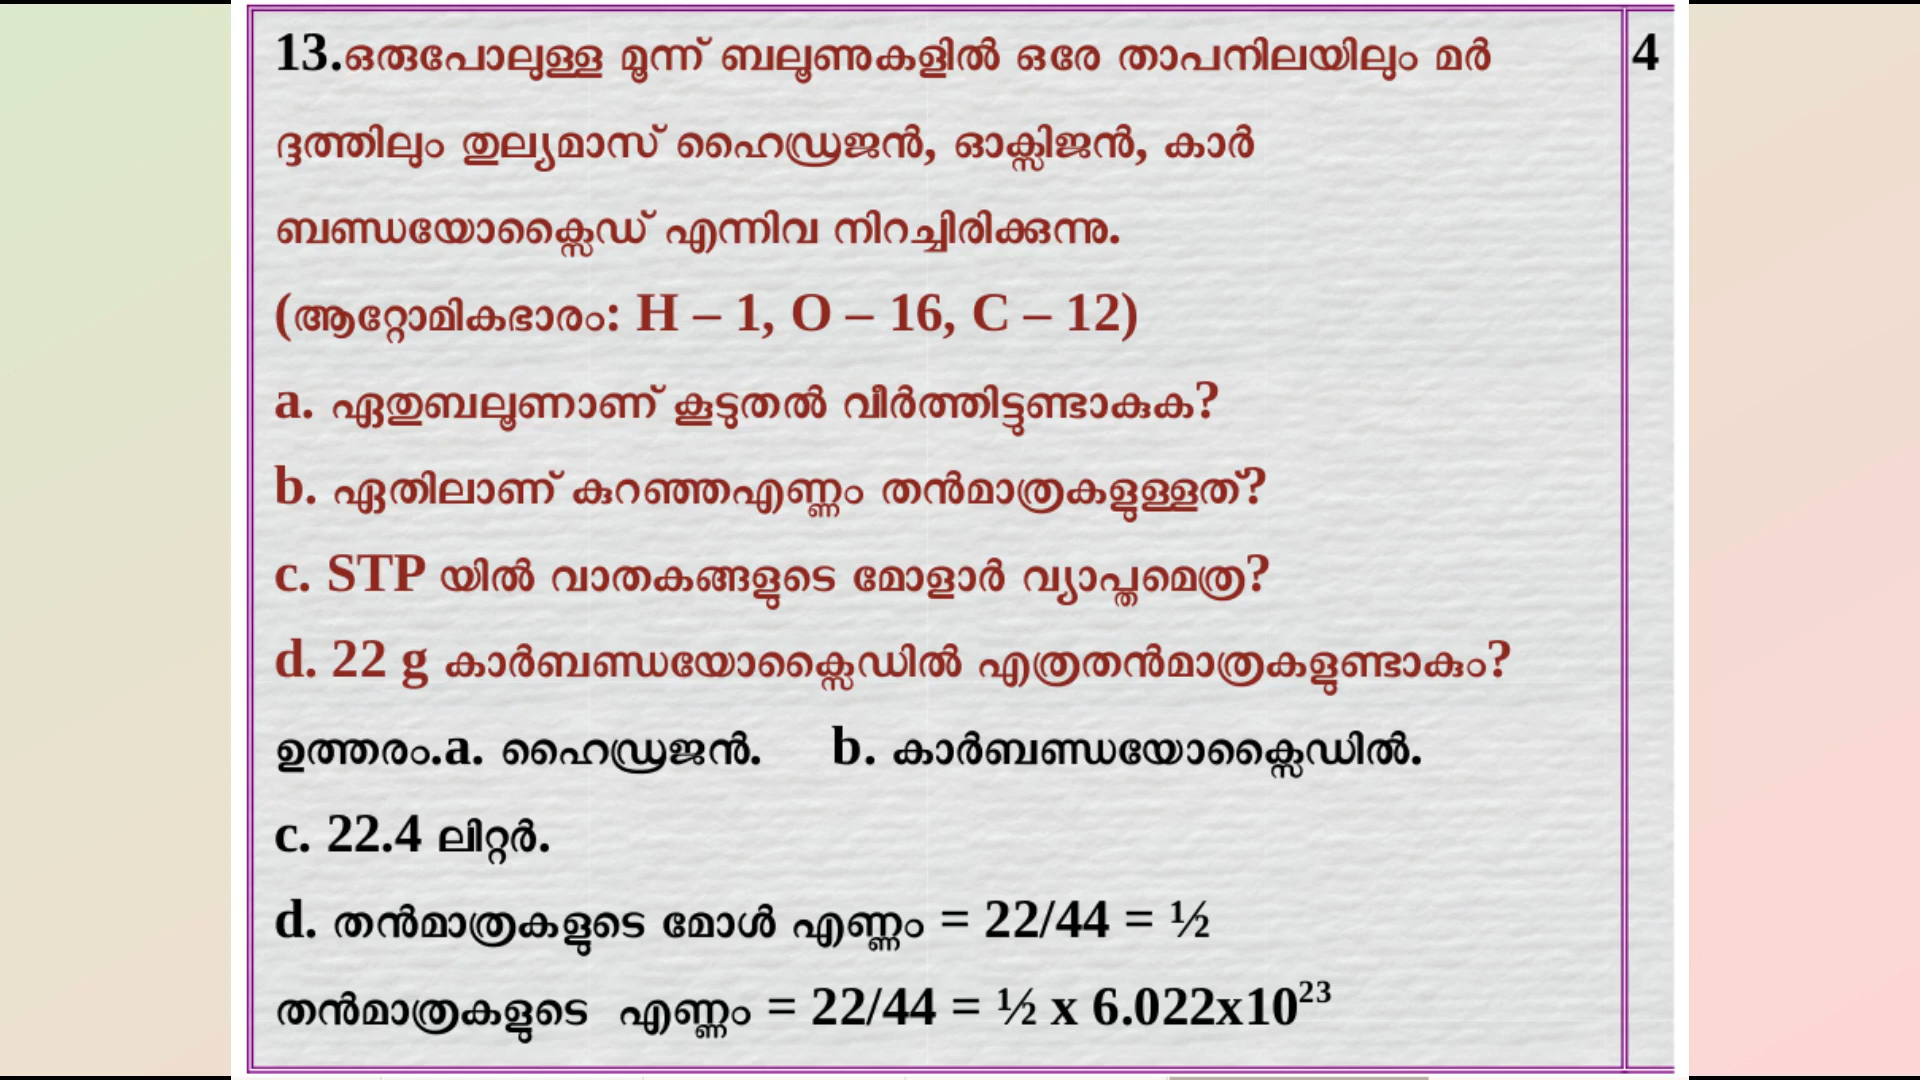 13.ഒരുപോലുള്ള മൂന്ന് ബലൂണുകളിൽ ഒരേ താപനിലയിലും മർ 4
ദ്ദത്തിലും തുല്യമാസ് ഹൈഡ്രജൻ, ഓക്സിജൻ, കാർ
ബണ്ഡയോക്സൈഡ് എന്നിവ നിറച്ചിരിക്കുന്നു.
(ആറ്റോമികഭാരം: H – 1, O – 16, C – 12)
a. ഏതുബലൂണാണ് കൂടുതൽ വീർത്തിട്ടുണ്ടാകുക?
b. ഏതിലാണ് കുറഞ്ഞഎണ്ണം തൻമാത്രകളുള്ളത്?
c. STP യിൽ വാതകങ്ങളുടെ മോളാർ വ്യാപ്തമെത്ര?
d. 22 g കാർബണ്ഡയോക്സൈഡിൽ എത്രതൻമാത്രകളുണ്ടാകും?
ഉത്തരം.a. ഹൈഡ്രജൻ. b. കാർബണ്ഡയോക്സൈഡിൽ.
c. 22.4 ലിറ്റർ.
d. തൻമാത്രകളുടെ മോൾ എണ്ണം = 22/44 = ½
തൻമാത്രകളുടെ എണ്ണം = 22/44 = ½ x 6.022x10²³